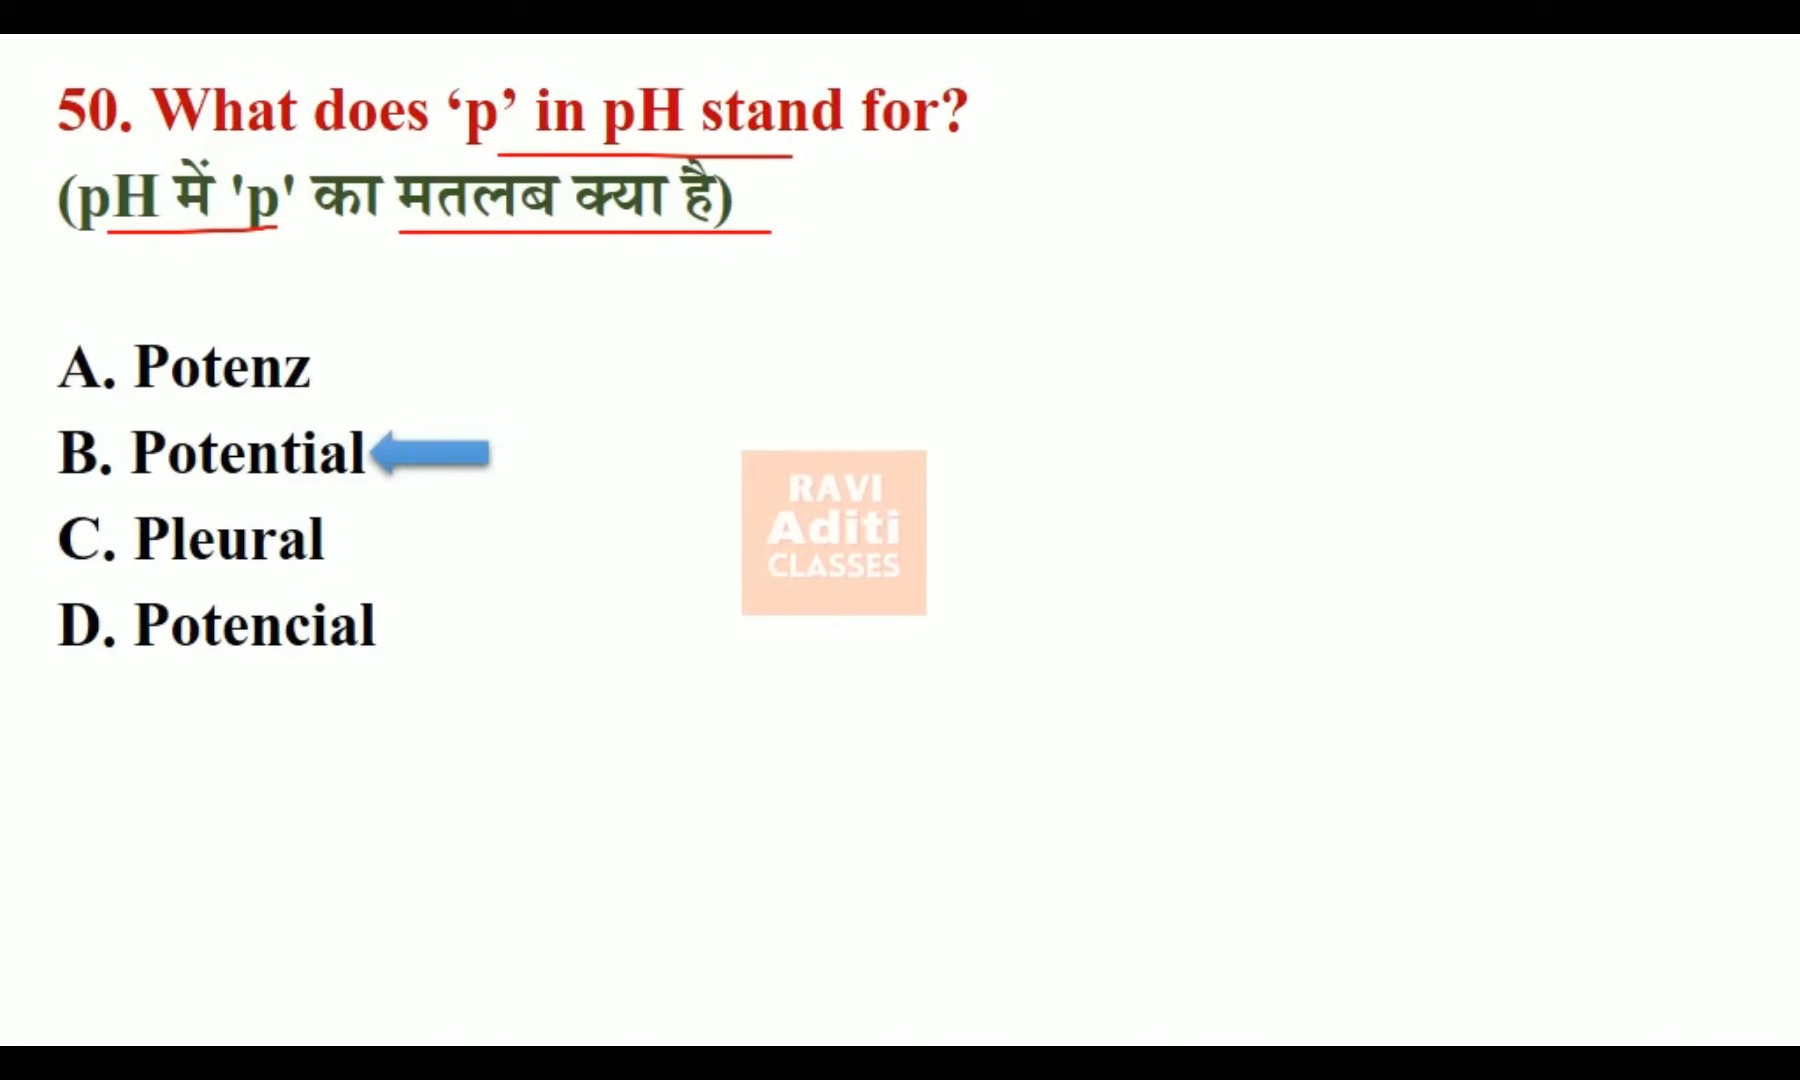 50. What does ‘p’ in pH stand for?
(pH में 'p' का मतलब क्या है)
A. Potenz
B. Potential
C. Pleural
D. Potencial
RAVI
Aditi
CLASSES